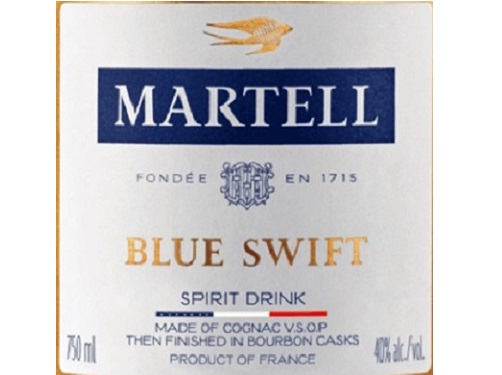 MARTELL
FONDÉE EN 1715
BLUE SWIFT
SPIRIT DRINK
MADE OF COGNAC V.S.O.P
THEN FINISHED IN BOURBON CASKS
750 ml PRODUCT OF FRANCE 40% alc./vol.